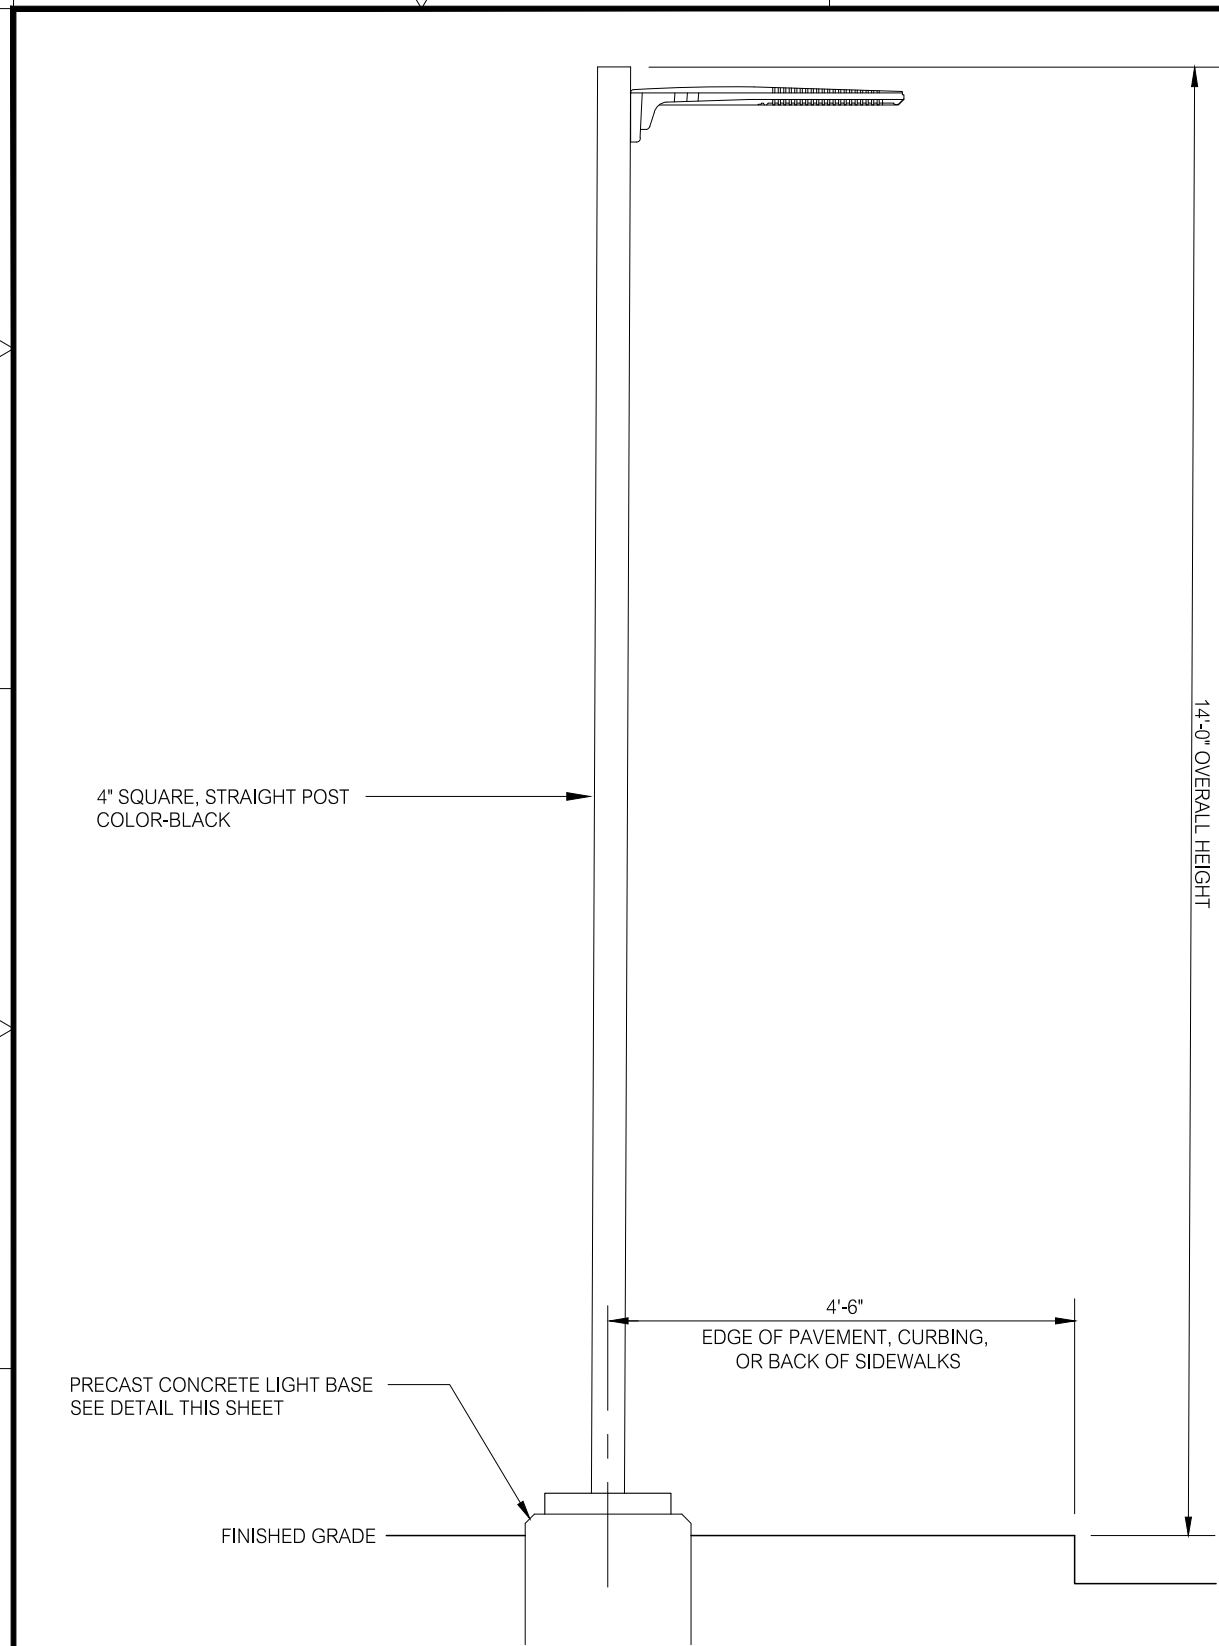 14'-0" OVERALL HEIGHT
4" SQUARE, STRAIGHT POST
COLOR-BLACK
4'-6"
EDGE OF PAVEMENT, CURBING,
OR BACK OF SIDEWALKS
PRECAST CONCRETE LIGHT BASE
SEE DETAIL THIS SHEET
FINISHED GRADE